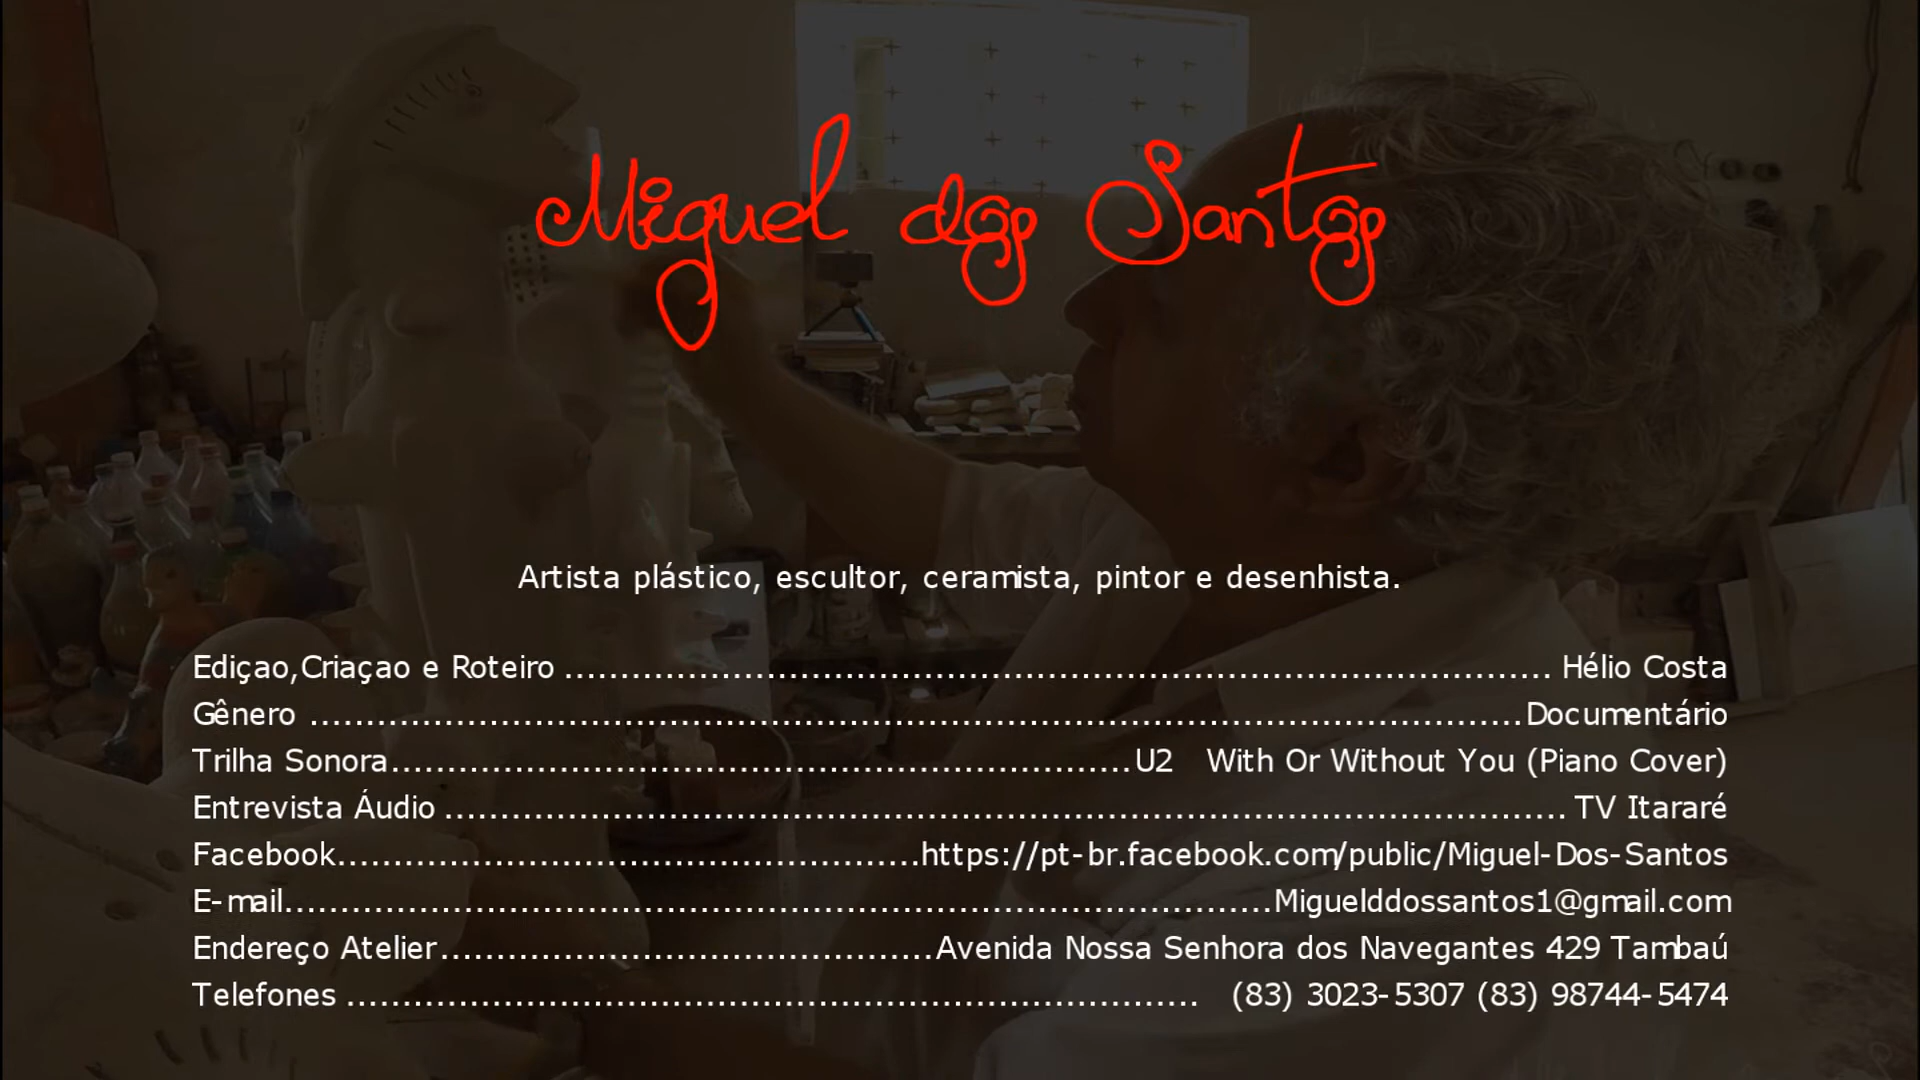 Miguel dos Santos
Artista plástico, escultor, ceramista, pintor e desenhista.
Ediçao,Criaçao e Roteiro ........................................................................................................ Hélio Costa
Gênero ................................................................................................................................Documentário
Trilha Sonora..............................................................................U2 With Or Without You (Piano Cover)
Entrevista Áudio ....................................................................................................................... TV Itararé
Facebook.............................................................https://pt-br.facebook.com/public/Miguel-Dos-Santos
E-mail.........................................................................................................Miguelddossantos1@gmail.com
Endereço Atelier....................................................Avenida Nossa Senhora dos Navegantes 429 Tambaú
Telefones .......................................................................................... (83) 3023-5307 (83) 98744-5474